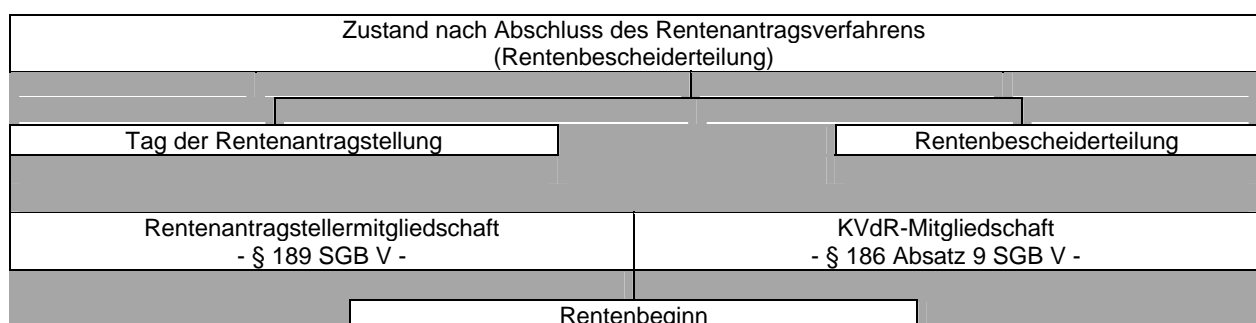 Zustand nach Abschluss des Rentenantragsverfahrens
(Rentenbescheiderteilung)
Tag der Rentenantragstellung
Rentenbescheiderteilung
Rentenantragstellermitgliedschaft
- § 189 SGB V -
KVdR-Mitgliedschaft
- § 186 Absatz 9 SGB V -
Rentenbeginn